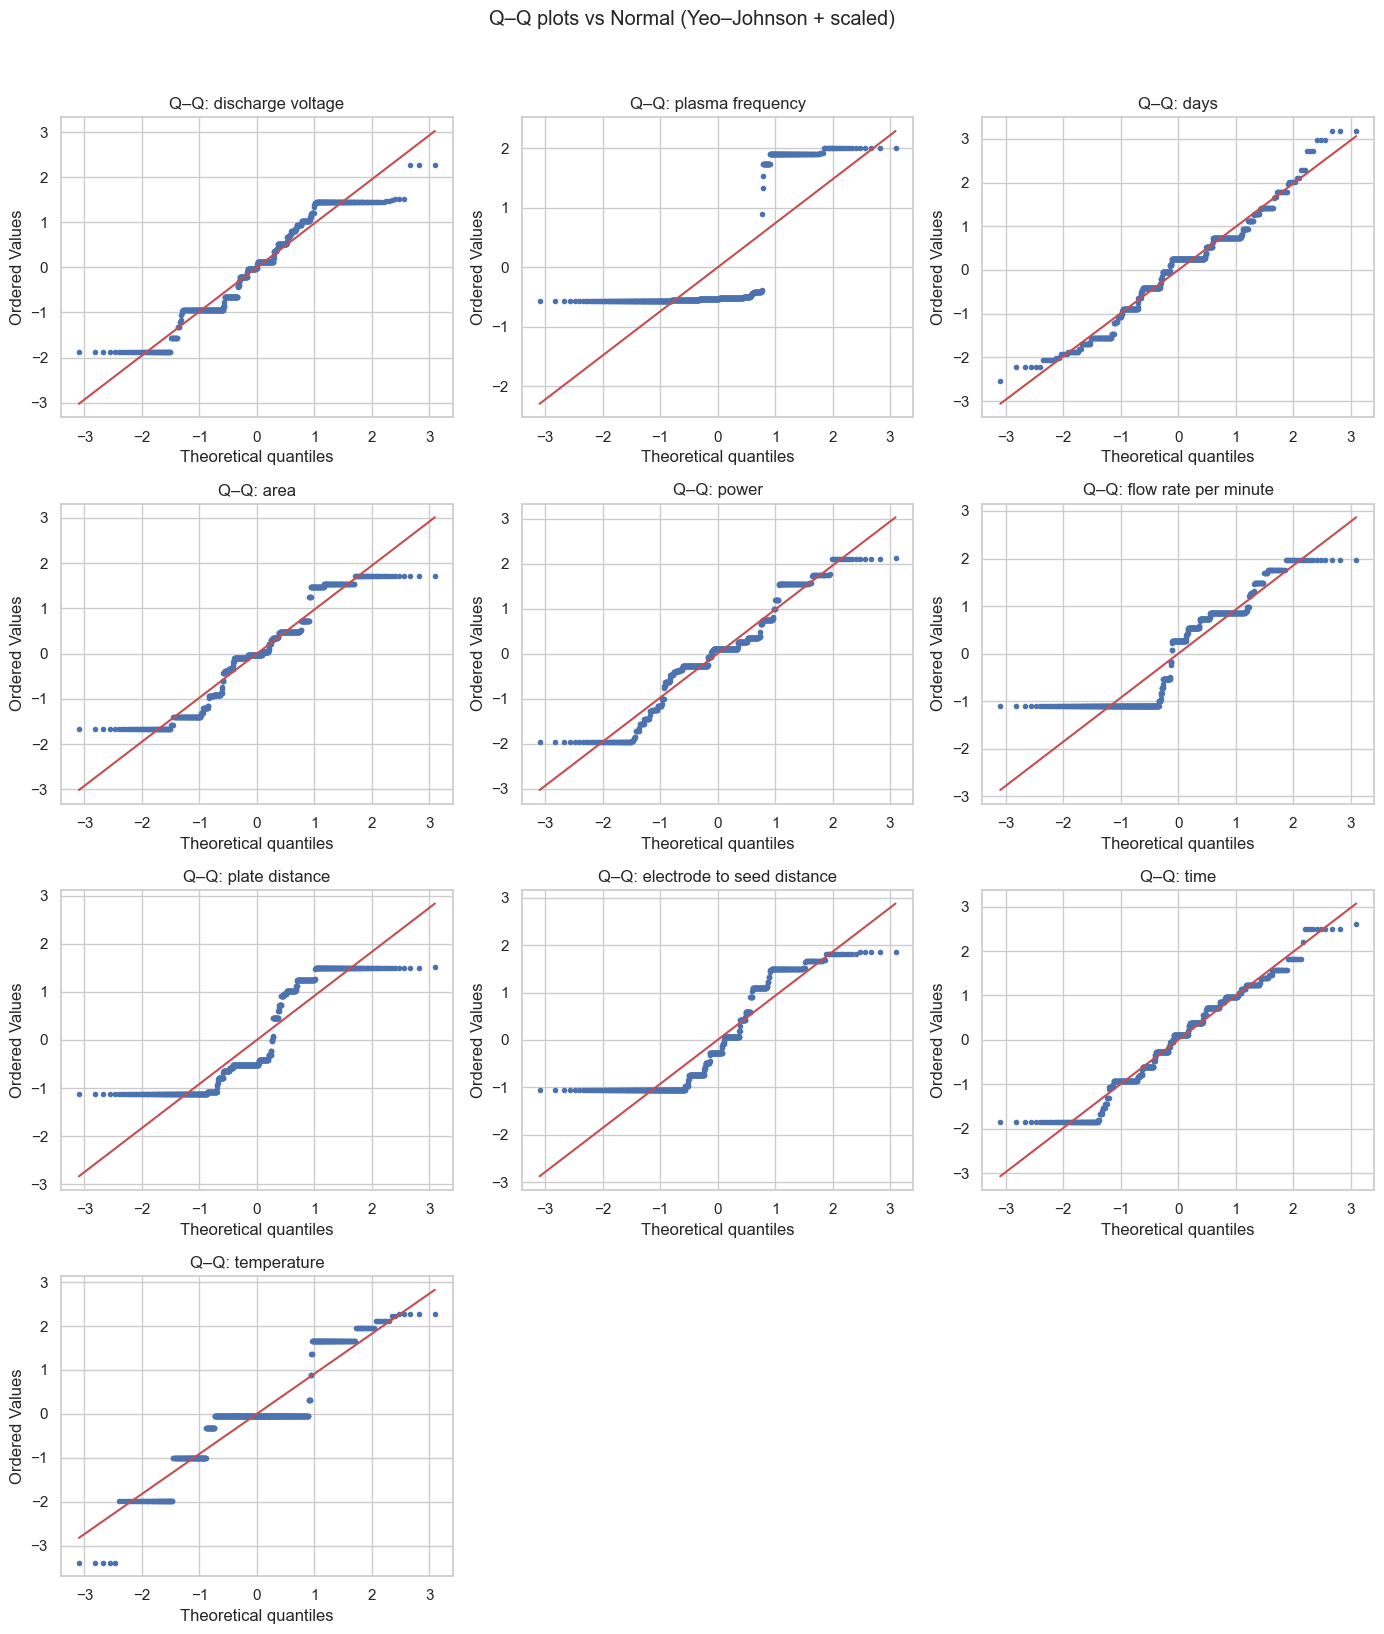 Q–Q plots vs Normal (Yeo–Johnson + scaled)
Q–Q: discharge voltage
3
2
1
0
−1
−2
−3
Ordered Values
−3 −2 −1 0 1 2 3
Theoretical quantiles
Q–Q: plasma frequency
2
1
0
−1
−2
Ordered Values
−3 −2 −1 0 1 2 3
Theoretical quantiles
Q–Q: days
3
2
1
0
−1
−2
−3
Ordered Values
−3 −2 −1 0 1 2 3
Theoretical quantiles
Q–Q: area
3
2
1
0
−1
−2
−3
Ordered Values
−3 −2 −1 0 1 2 3
Theoretical quantiles
Q–Q: power
3
2
1
0
−1
−2
−3
Ordered Values
−3 −2 −1 0 1 2 3
Theoretical quantiles
Q–Q: flow rate per minute
3
2
1
0
−1
−2
−3
Ordered Values
−3 −2 −1 0 1 2 3
Theoretical quantiles
Q–Q: plate distance
3
2
1
0
−1
−2
−3
Ordered Values
−3 −2 −1 0 1 2 3
Theoretical quantiles
Q–Q: electrode to seed distance
3
2
1
0
−1
−2
−3
Ordered Values
−3 −2 −1 0 1 2 3
Theoretical quantiles
Q–Q: time
3
2
1
0
−1
−2
−3
Ordered Values
−3 −2 −1 0 1 2 3
Theoretical quantiles
Q–Q: temperature
3
2
1
0
−1
−2
−3
Ordered Values
−3 −2 −1 0 1 2 3
Theoretical quantiles